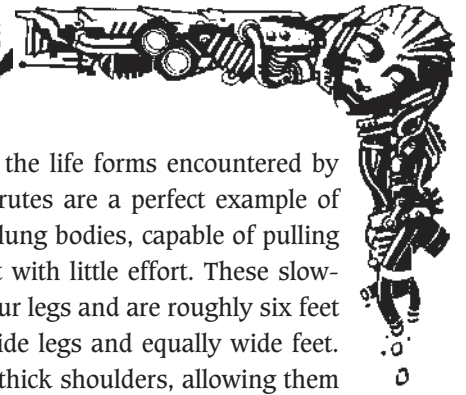 the life forms encountered by
rutes are a perfect example of
lung bodies, capable of pulling
t with little effort. These slow-
ur legs and are roughly six feet
ide legs and equally wide feet.
thick shoulders, allowing them